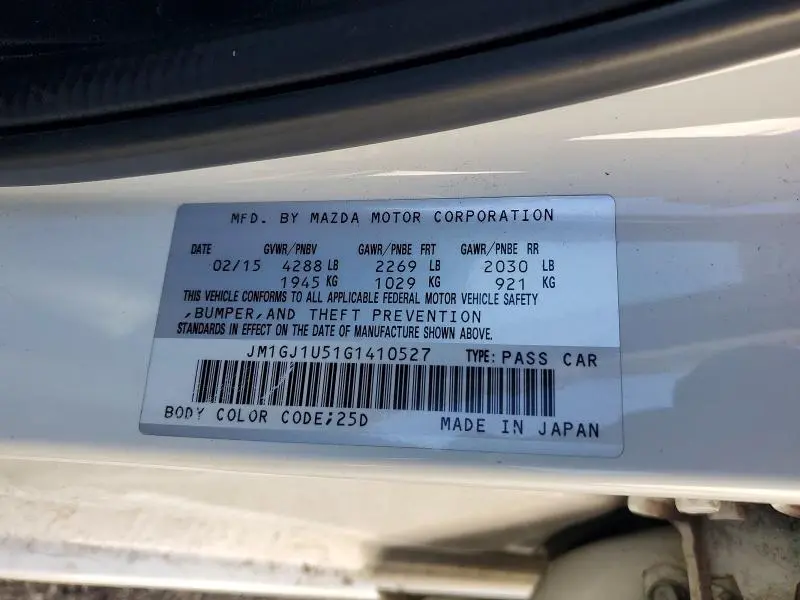 MFD. BY MAZDA MOTOR CORPORATION
DATE GVWR/PNBV GAWR/PNBE FRT GAWR/PNBE RR
02/15 4288 LB 2269 LB 2030 LB
1945 KG 1029 KG 921 KG
THIS VEHICLE CONFORMS TO ALL APPLICABLE FEDERAL MOTOR VEHICLE SAFETY
,BUMPER,AND THEFT PREVENTION
STANDARDS IN EFFECT ON THE DATE OF MANUFACTURE SHOWN ABOVE.
JM1GJ1U51G1410527 TYPE: PASS CAR
BODY COLOR CODE;25D MADE IN JAPAN